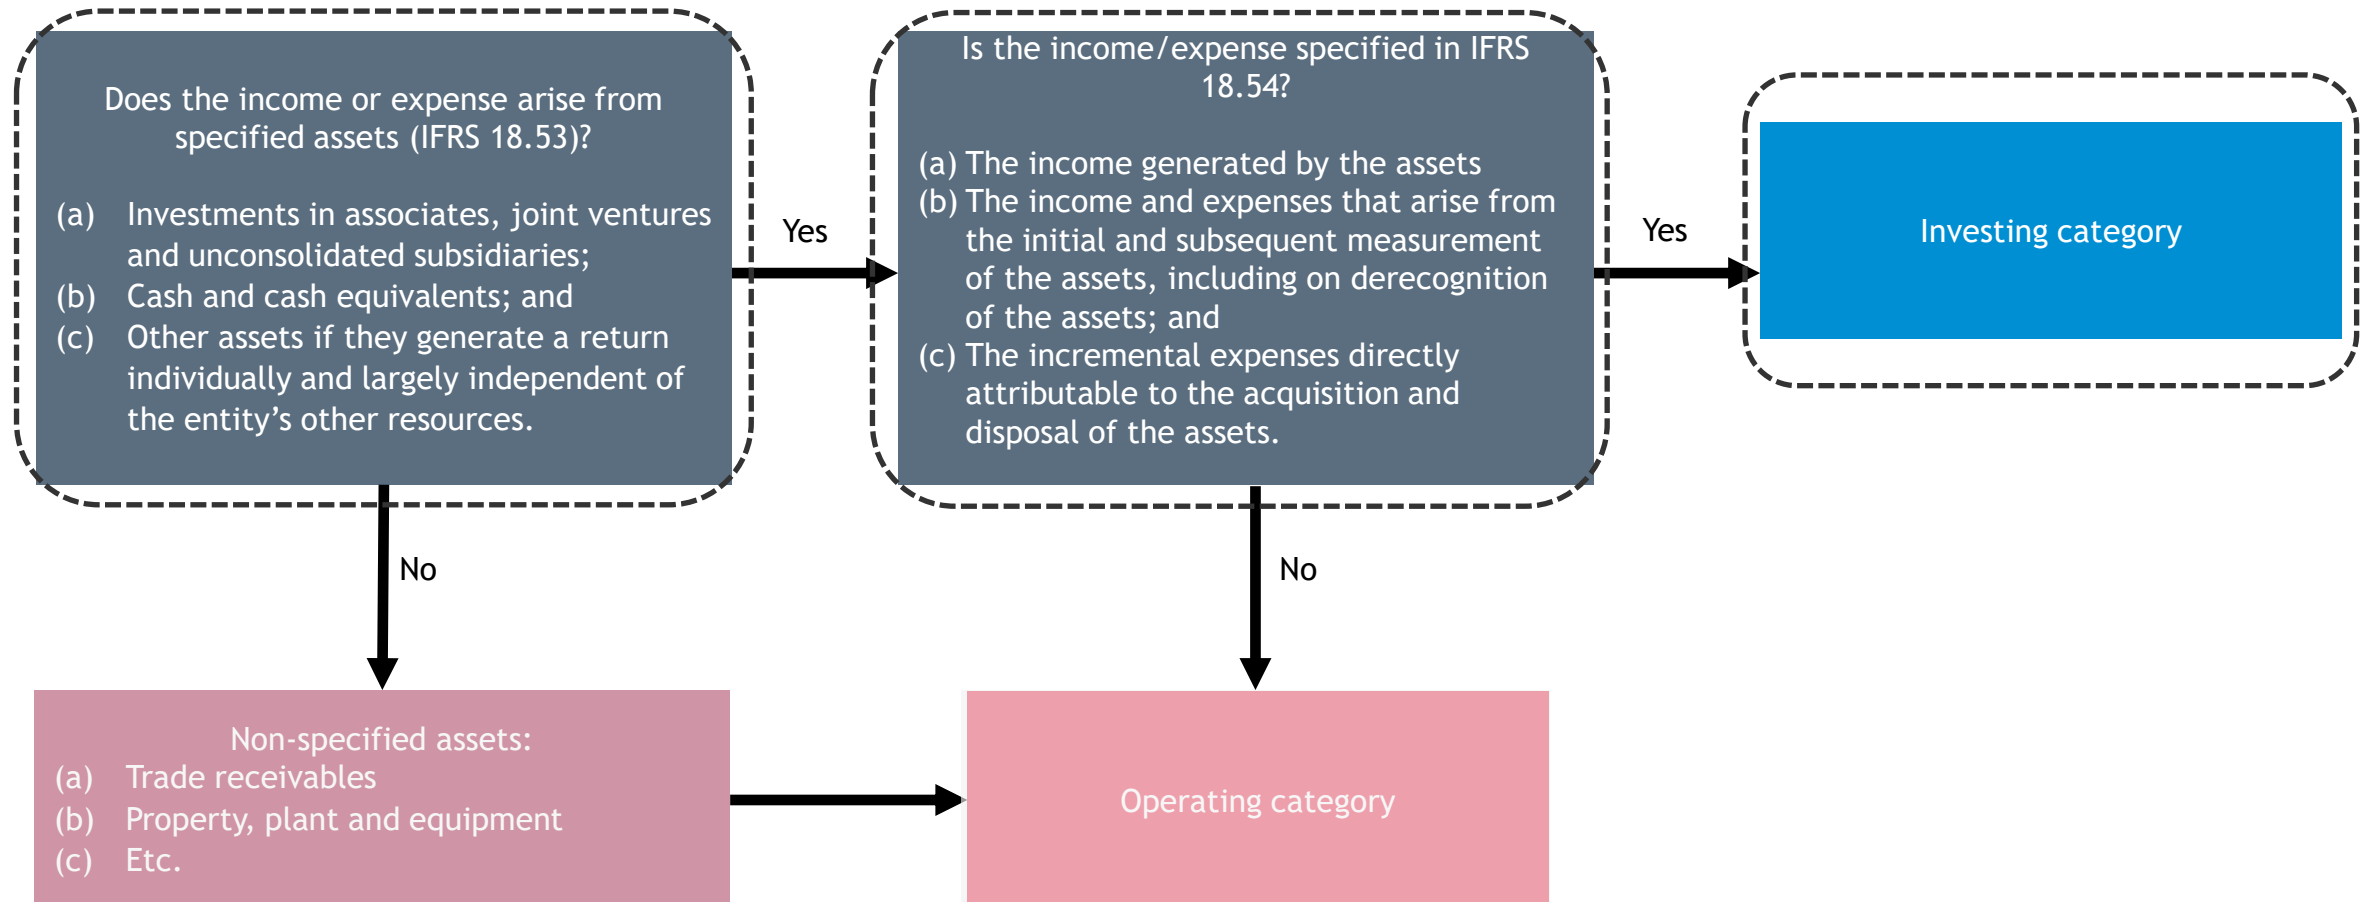 Does the income or expense arise from
specified assets (IFRS 18.53)?
(a) Investments in associates, joint ventures
and unconsolidated subsidiaries;
(b) Cash and cash equivalents; and
(c) Other assets if they generate a return
individually and largely independent of
the entity’s other resources.
Yes
Is the income/expense specified in IFRS
18.54?
(a) The income generated by the assets
(b) The income and expenses that arise from
the initial and subsequent measurement
of the assets, including on derecognition
of the assets; and
(c) The incremental expenses directly
attributable to the acquisition and
disposal of the assets.
Yes
Investing category
No
No
Non-specified assets:
(a) Trade receivables
(b) Property, plant and equipment
(c) Etc.
Operating category